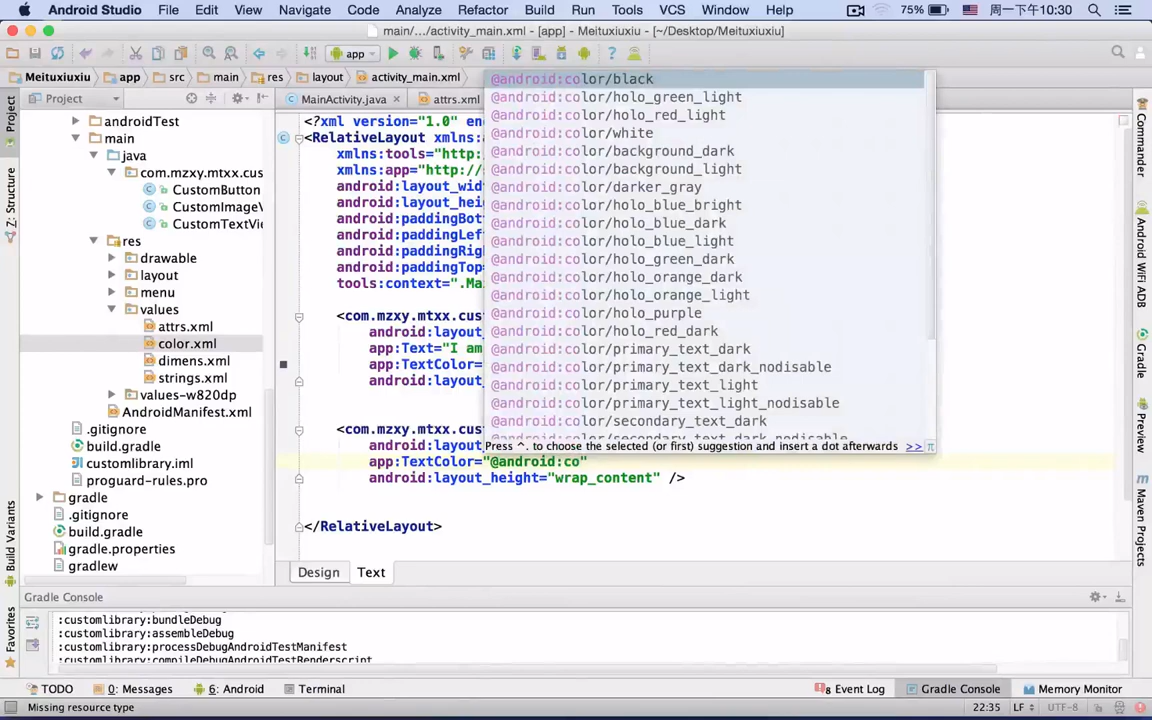 Android Studio File Edit View Navigate Code Analyze Refactor Build Run Tools VCS Window Help 75% 周一下午10:30
main/.../activity_main.xml - [app] - Meituxiuxiu - [~/Desktop/Meituxiuxiu]
app
Meituxiuxiu app src main res layout activity_main.xml
Project MainActivity.java attrs.xml
androidTest
main
java
com.mzxy.mtxx.cus
CustomButton
CustomImageV
CustomTextVi
res
drawable
layout
menu
values
attrs.xml
color.xml
dimens.xml
strings.xml
values-w820dp
AndroidManifest.xml
.gitignore
build.gradle
customlibrary.iml
proguard-rules.pro
gradle
.gitignore
build.gradle
gradle.properties
gradlew
Project
Z: Structure
Build Variants
Favorites
<?xml version="1.0" en
<RelativeLayout xmlns:a
xmlns:tools="http:
xmlns:app="http://
android:layout_wid
android:layout_hei
android:paddingBot
android:paddingLef
android:paddingRig
android:paddingTop=
tools:context=".Ma
<com.mzxy.mtxx.cust
android:layout_
app:Text="I am
app:TextColor=
android:layout_
<com.mzxy.mtxx.cust
android:layout_
app:TextColor="@android:co"
android:layout_height="wrap_content" />
</RelativeLayout>
@android:color/black
@android:color/holo_green_light
@android:color/holo_red_light
@android:color/white
@android:color/background_dark
@android:color/background_light
@android:color/darker_gray
@android:color/holo_blue_bright
@android:color/holo_blue_dark
@android:color/holo_blue_light
@android:color/holo_green_dark
@android:color/holo_orange_dark
@android:color/holo_orange_light
@android:color/holo_purple
@android:color/holo_red_dark
@android:color/primary_text_dark
@android:color/primary_text_dark_nodisable
@android:color/primary_text_light
@android:color/primary_text_light_nodisable
@android:color/secondary_text_dark
@android:color/secondary_text_dark_nodisable
Press ^. to choose the selected (or first) suggestion and insert a dot afterwards >> π
Commander
Android WiFi ADB
Gradle
Preview
Maven Projects
Design Text
Gradle Console
:customlibrary:bundleDebug
:customlibrary:assembleDebug
:customlibrary:processDebugAndroidTestManifest
:customlibrary:compileDebugAndroidTestRenderscript
TODO 0: Messages 6: Android Terminal 8 Event Log Gradle Console Memory Monitor
Missing resource type 22:35 LF UTF-8